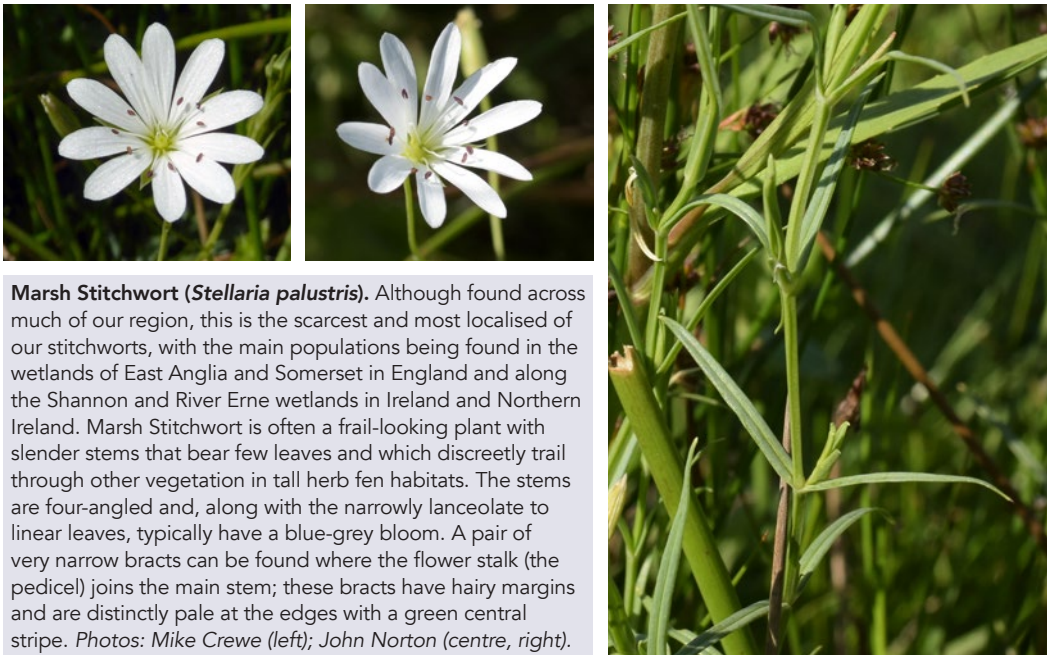 Marsh Stitchwort (Stellaria palustris). Although found across
much of our region, this is the scarcest and most localised of
our stitchworts, with the main populations being found in the
wetlands of East Anglia and Somerset in England and along
the Shannon and River Erne wetlands in Ireland and Northern
Ireland. Marsh Stitchwort is often a frail-looking plant with
slender stems that bear few leaves and which discreetly trail
through other vegetation in tall herb fen habitats. The stems
are four-angled and, along with the narrowly lanceolate to
linear leaves, typically have a blue-grey bloom. A pair of
very narrow bracts can be found where the flower stalk (the
pedicel) joins the main stem; these bracts have hairy margins
and are distinctly pale at the edges with a green central
stripe. Photos: Mike Crewe (left); John Norton (centre, right).